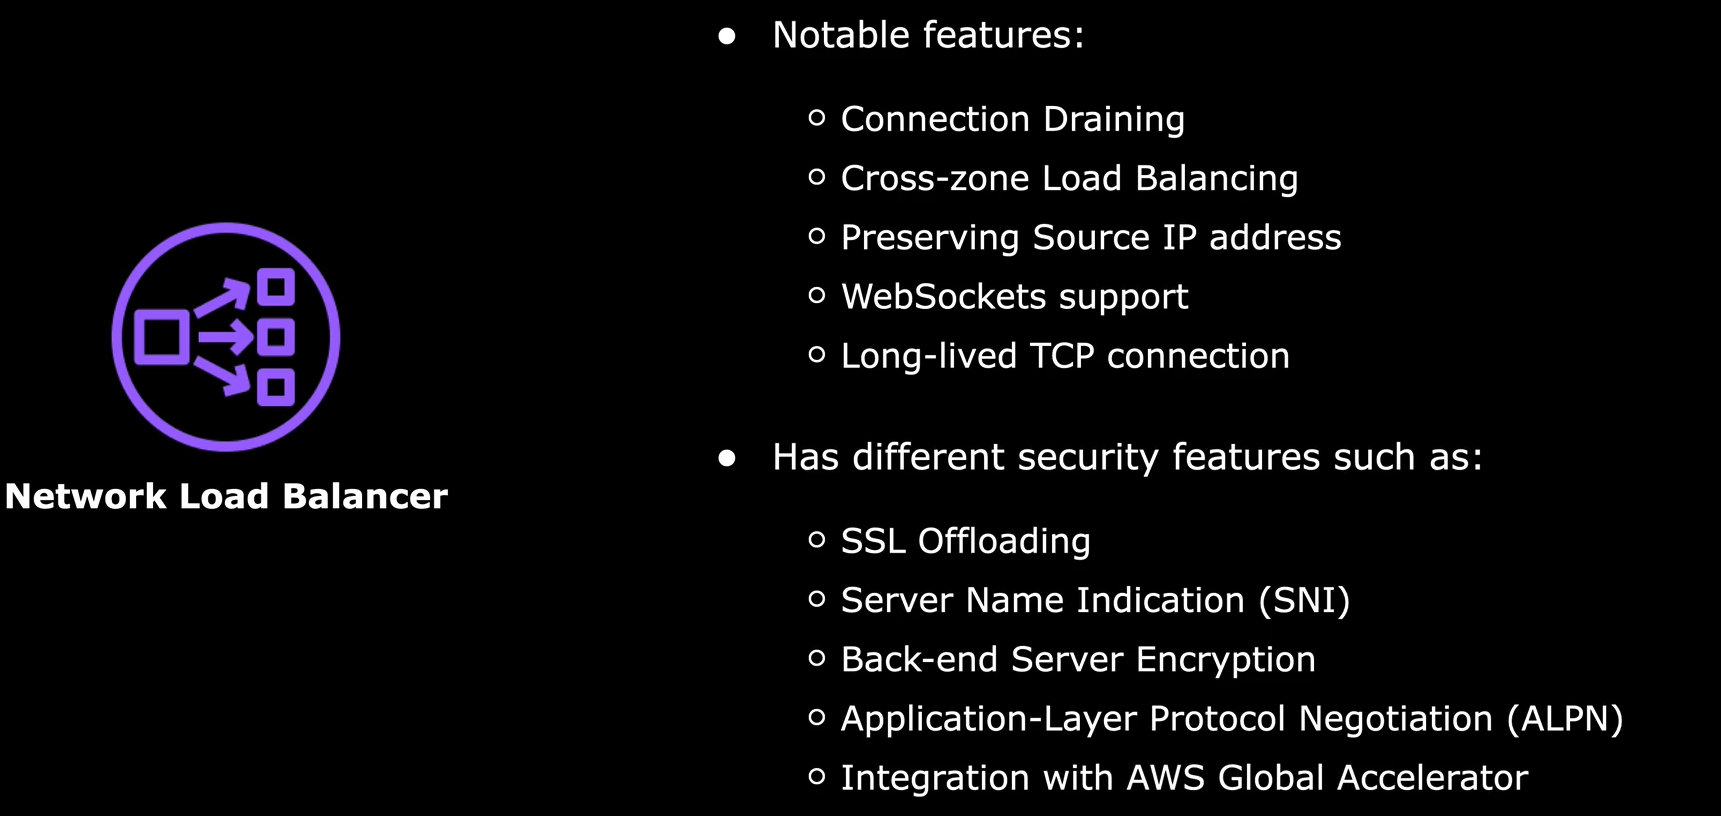 Network Load Balancer
● Notable features:
○ Connection Draining
○ Cross-zone Load Balancing
○ Preserving Source IP address
○ WebSockets support
○ Long-lived TCP connection
● Has different security features such as:
○ SSL Offloading
○ Server Name Indication (SNI)
○ Back-end Server Encryption
○ Application-Layer Protocol Negotiation (ALPN)
○ Integration with AWS Global Accelerator